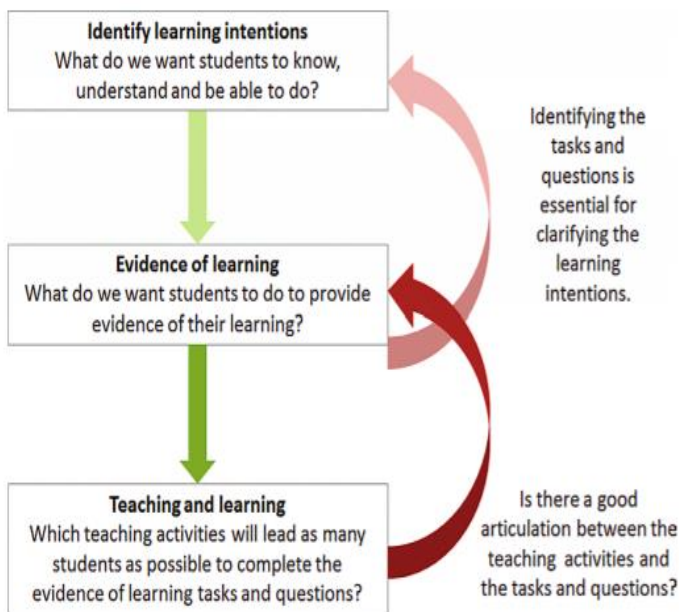 Identify learning intentions
What do we want students to know,
understand and be able to do?
Identifying the
tasks and
questions is
essential for
clarifying the
learning
intentions.
Evidence of learning
What do we want students to do to provide
evidence of their learning?
Teaching and learning
Which teaching activities will lead as many
students as possible to complete the
evidence of learning tasks and questions?
Is there a good
articulation between the
teaching activities and
the tasks and questions?